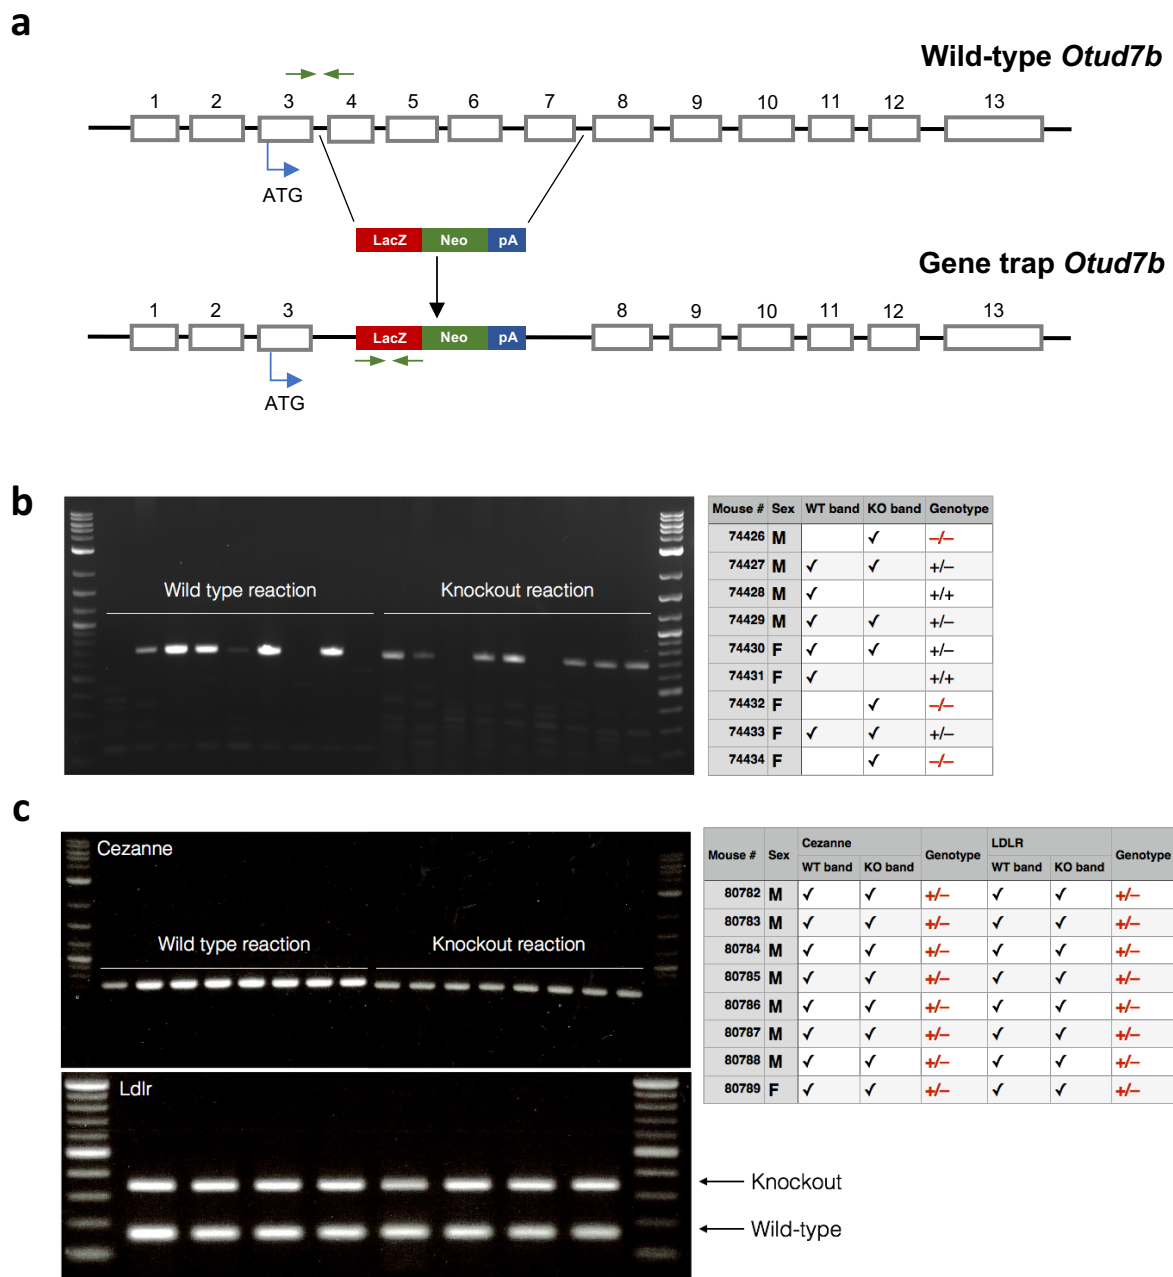 a
Wild-type Otud7b
1 2 3 4 5 6 7 8 9 10 11 12 13
ATG
LacZ Neo pA
Gene trap Otud7b
1 2 3 8 9 10 11 12 13
LacZ Neo pA
ATG
b
Wild type reaction Knockout reaction
Mouse # Sex WT band KO band Genotype
74426 M ✓ –/–
74427 M ✓ ✓ +/–
74428 M ✓ +/+
74429 M ✓ ✓ +/–
74430 F ✓ ✓ +/–
74431 F ✓ +/+
74432 F ✓ –/–
74433 F ✓ ✓ +/–
74434 F ✓ –/–
c
Cezanne
Wild type reaction Knockout reaction
Mouse # Sex Cezanne Genotype LDLR Genotype
WT band KO band WT band KO band
80782 M ✓ ✓ +/– ✓ ✓ +/–
80783 M ✓ ✓ +/– ✓ ✓ +/–
80784 M ✓ ✓ +/– ✓ ✓ +/–
80785 M ✓ ✓ +/– ✓ ✓ +/–
80786 M ✓ ✓ +/– ✓ ✓ +/–
80787 M ✓ ✓ +/– ✓ ✓ +/–
80788 M ✓ ✓ +/– ✓ ✓ +/–
80789 F ✓ ✓ +/– ✓ ✓ +/–
Ldlr
Knockout
Wild-type